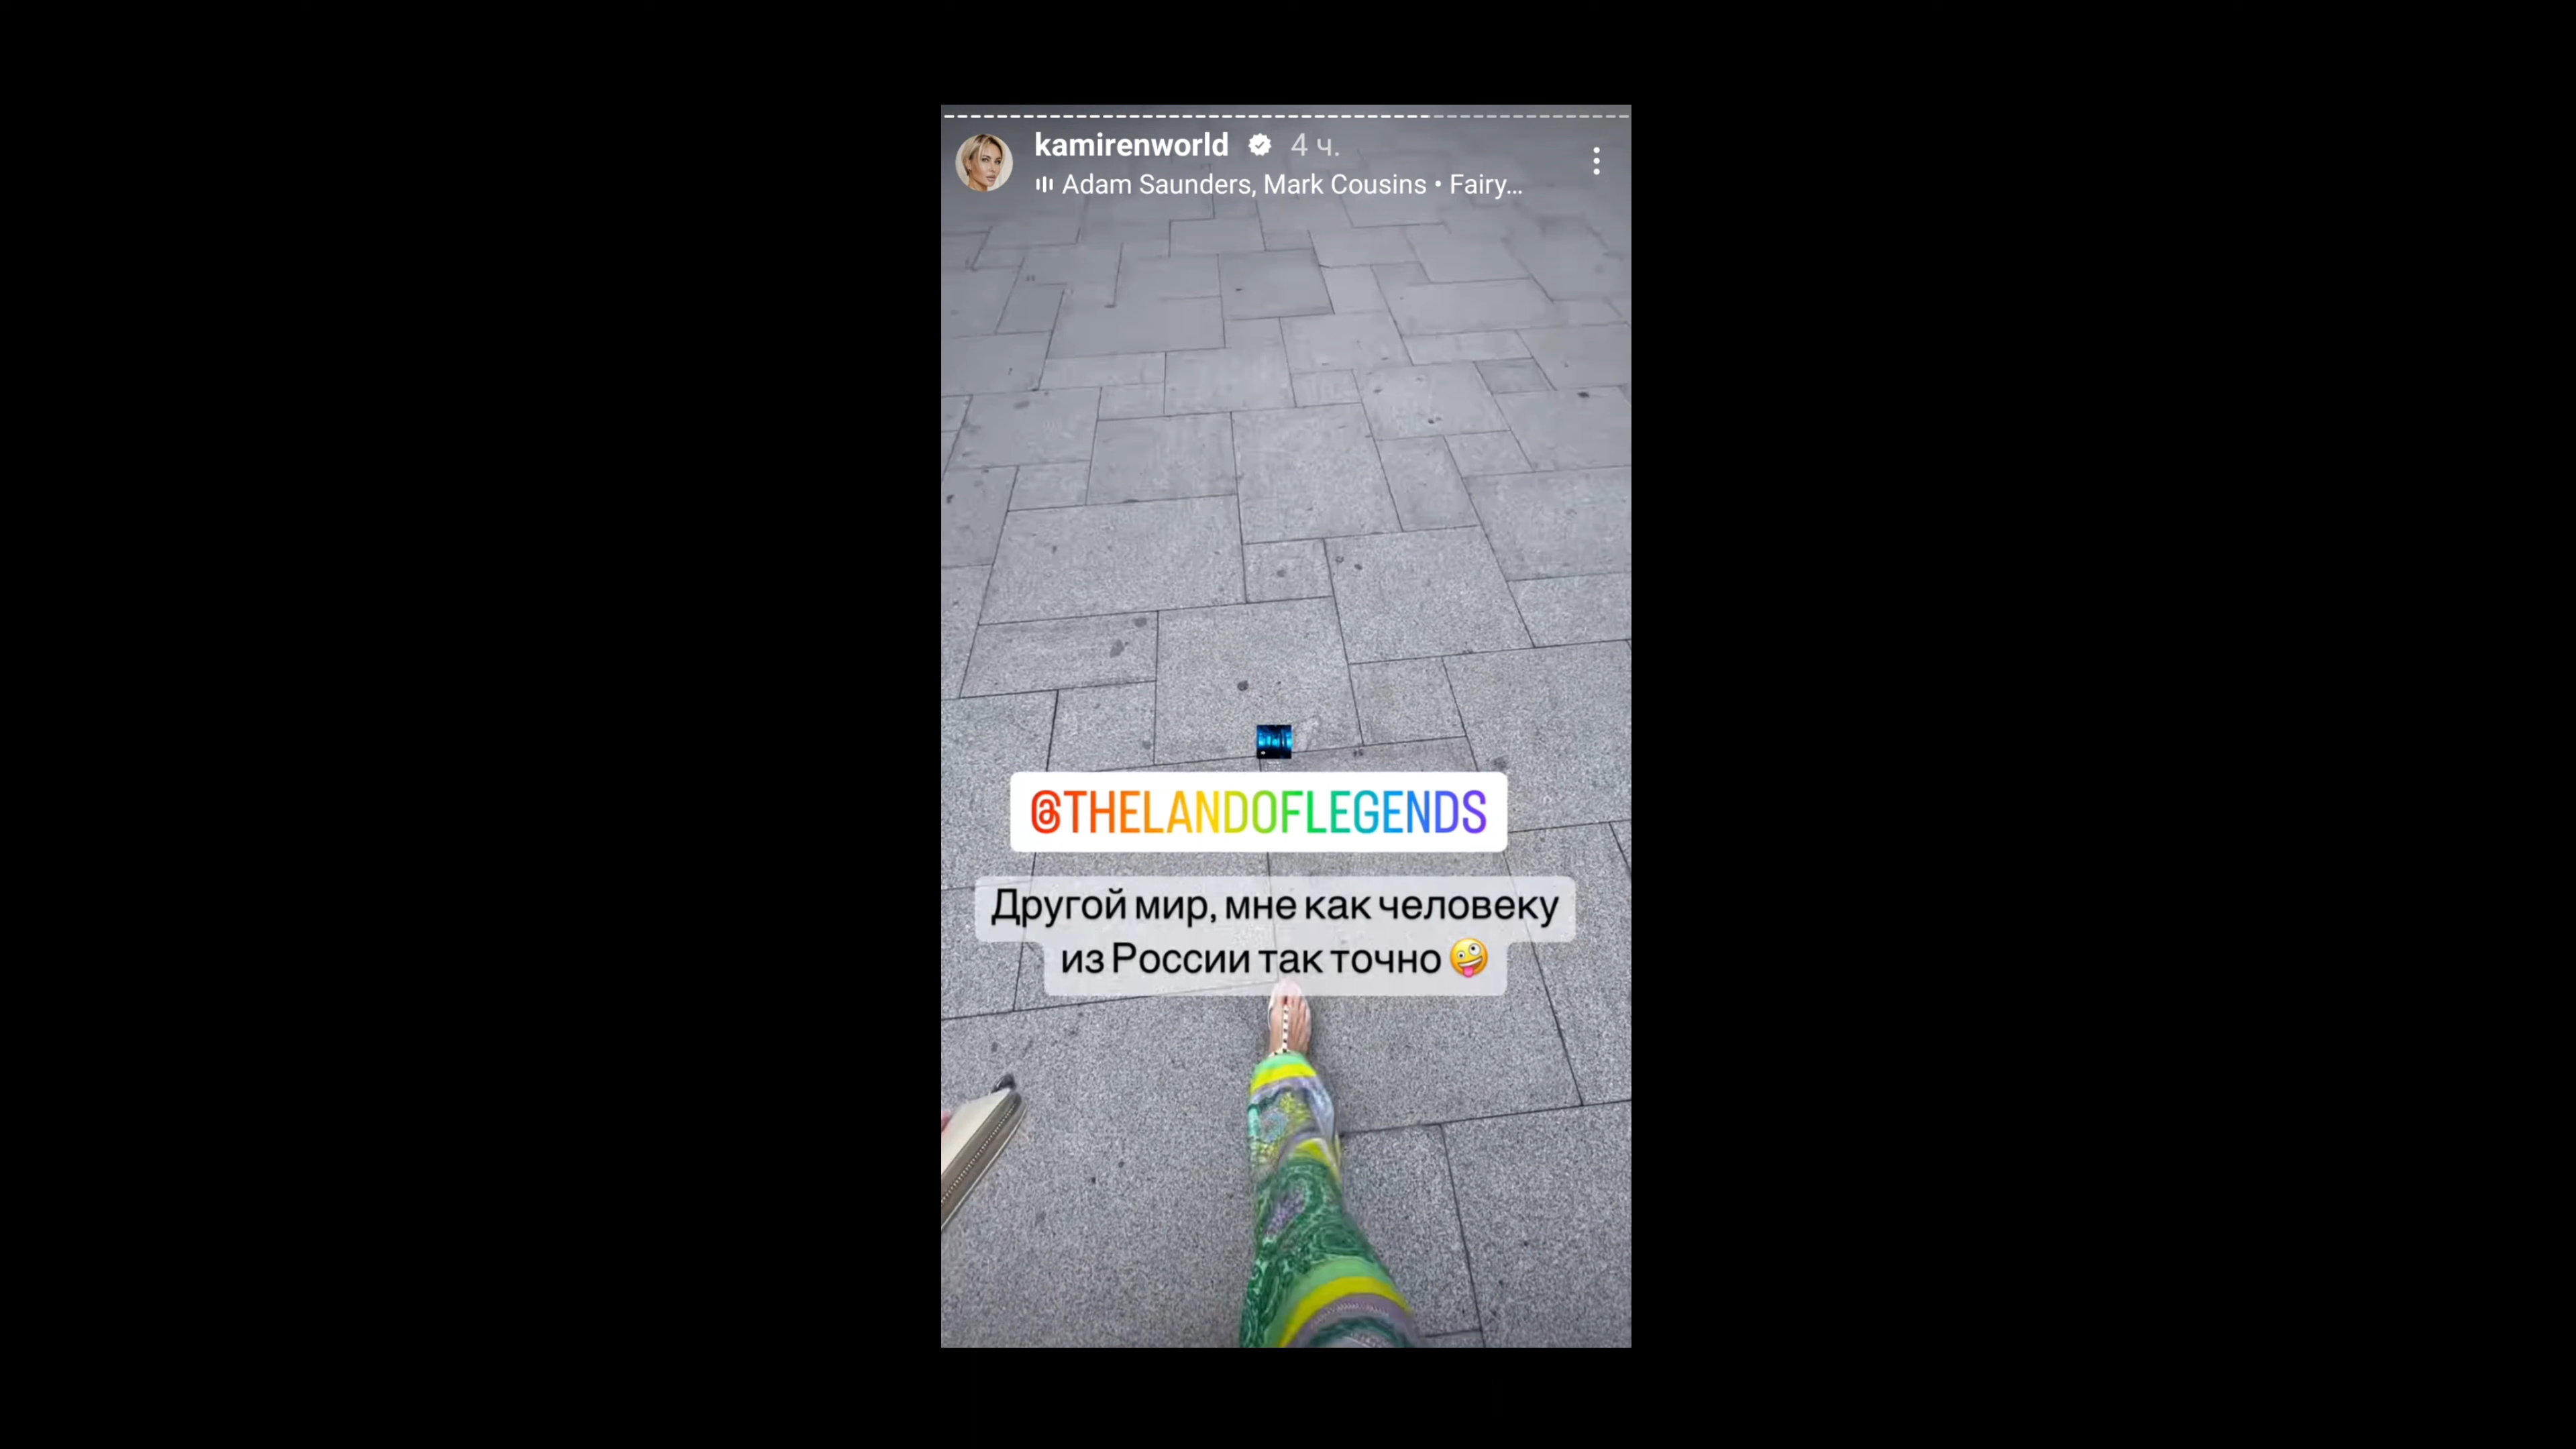 kamirenworld 4 ч.
Adam Saunders, Mark Cousins • Fairy...
@THELANDOFLEGENDS
Другой мир, мне как человеку
из России так точно 🤪